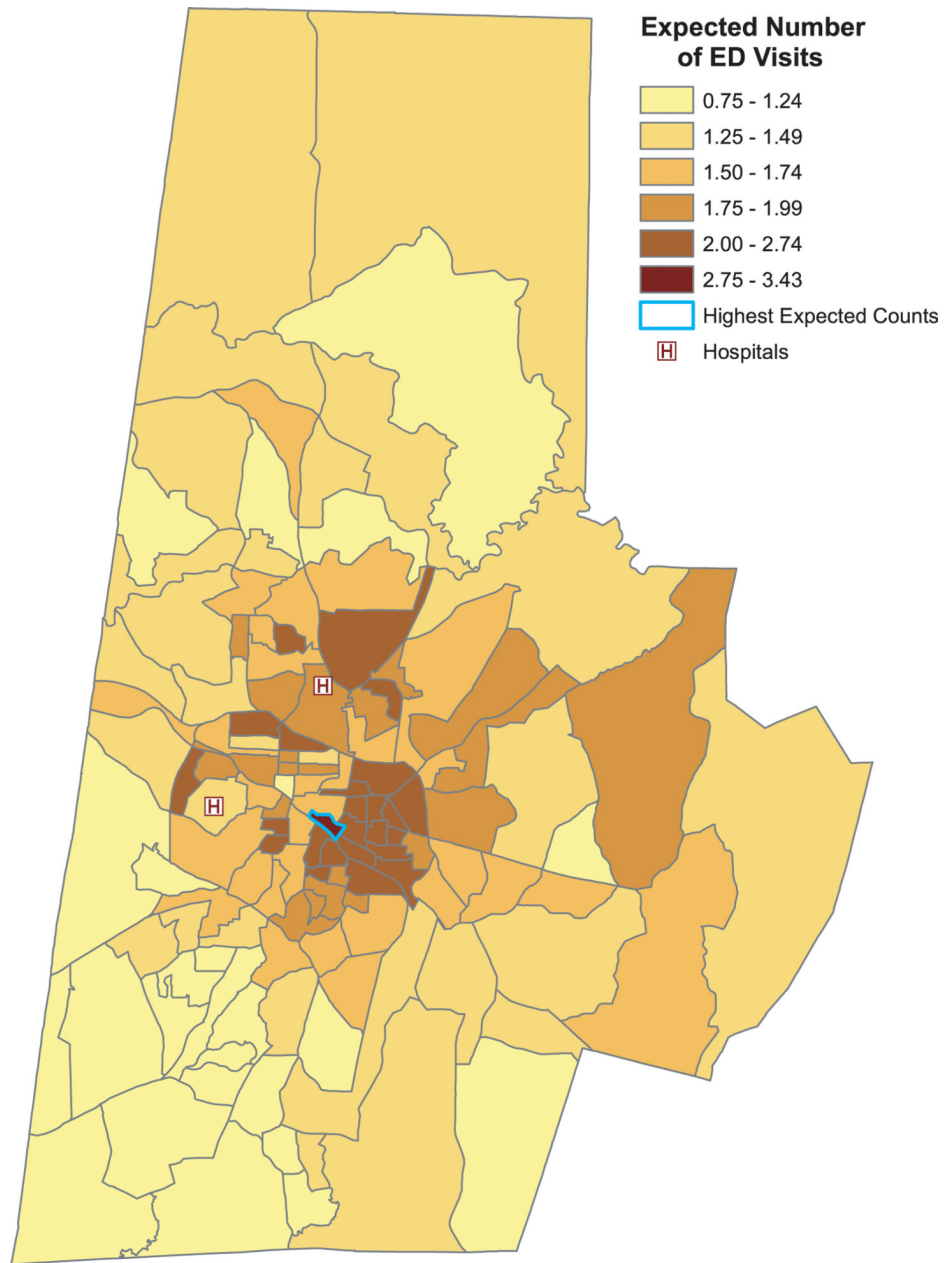 Expected Number
of ED Visits
0.75 - 1.24
1.25 - 1.49
1.50 - 1.74
1.75 - 1.99
2.00 - 2.74
2.75 - 3.43
Highest Expected Counts
H Hospitals
H
H